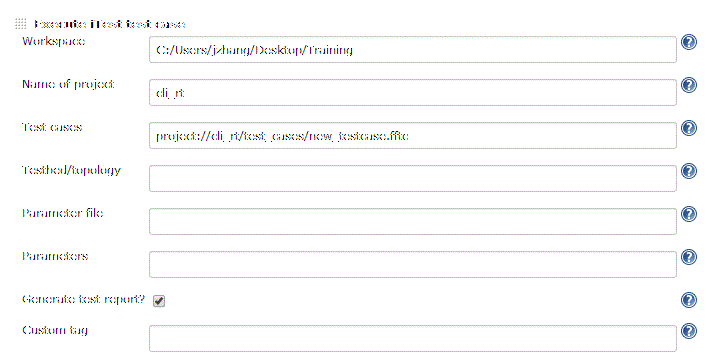 Execute iTest test case
Workspace
C:/Users/jzhang/Desktop/Training
Name of project
cli_rt
Test cases
project://cli_rt/test_cases/new_testcase.fftc
Testbed/topology
Parameter file
Parameters
Generate test report?
Custom tag